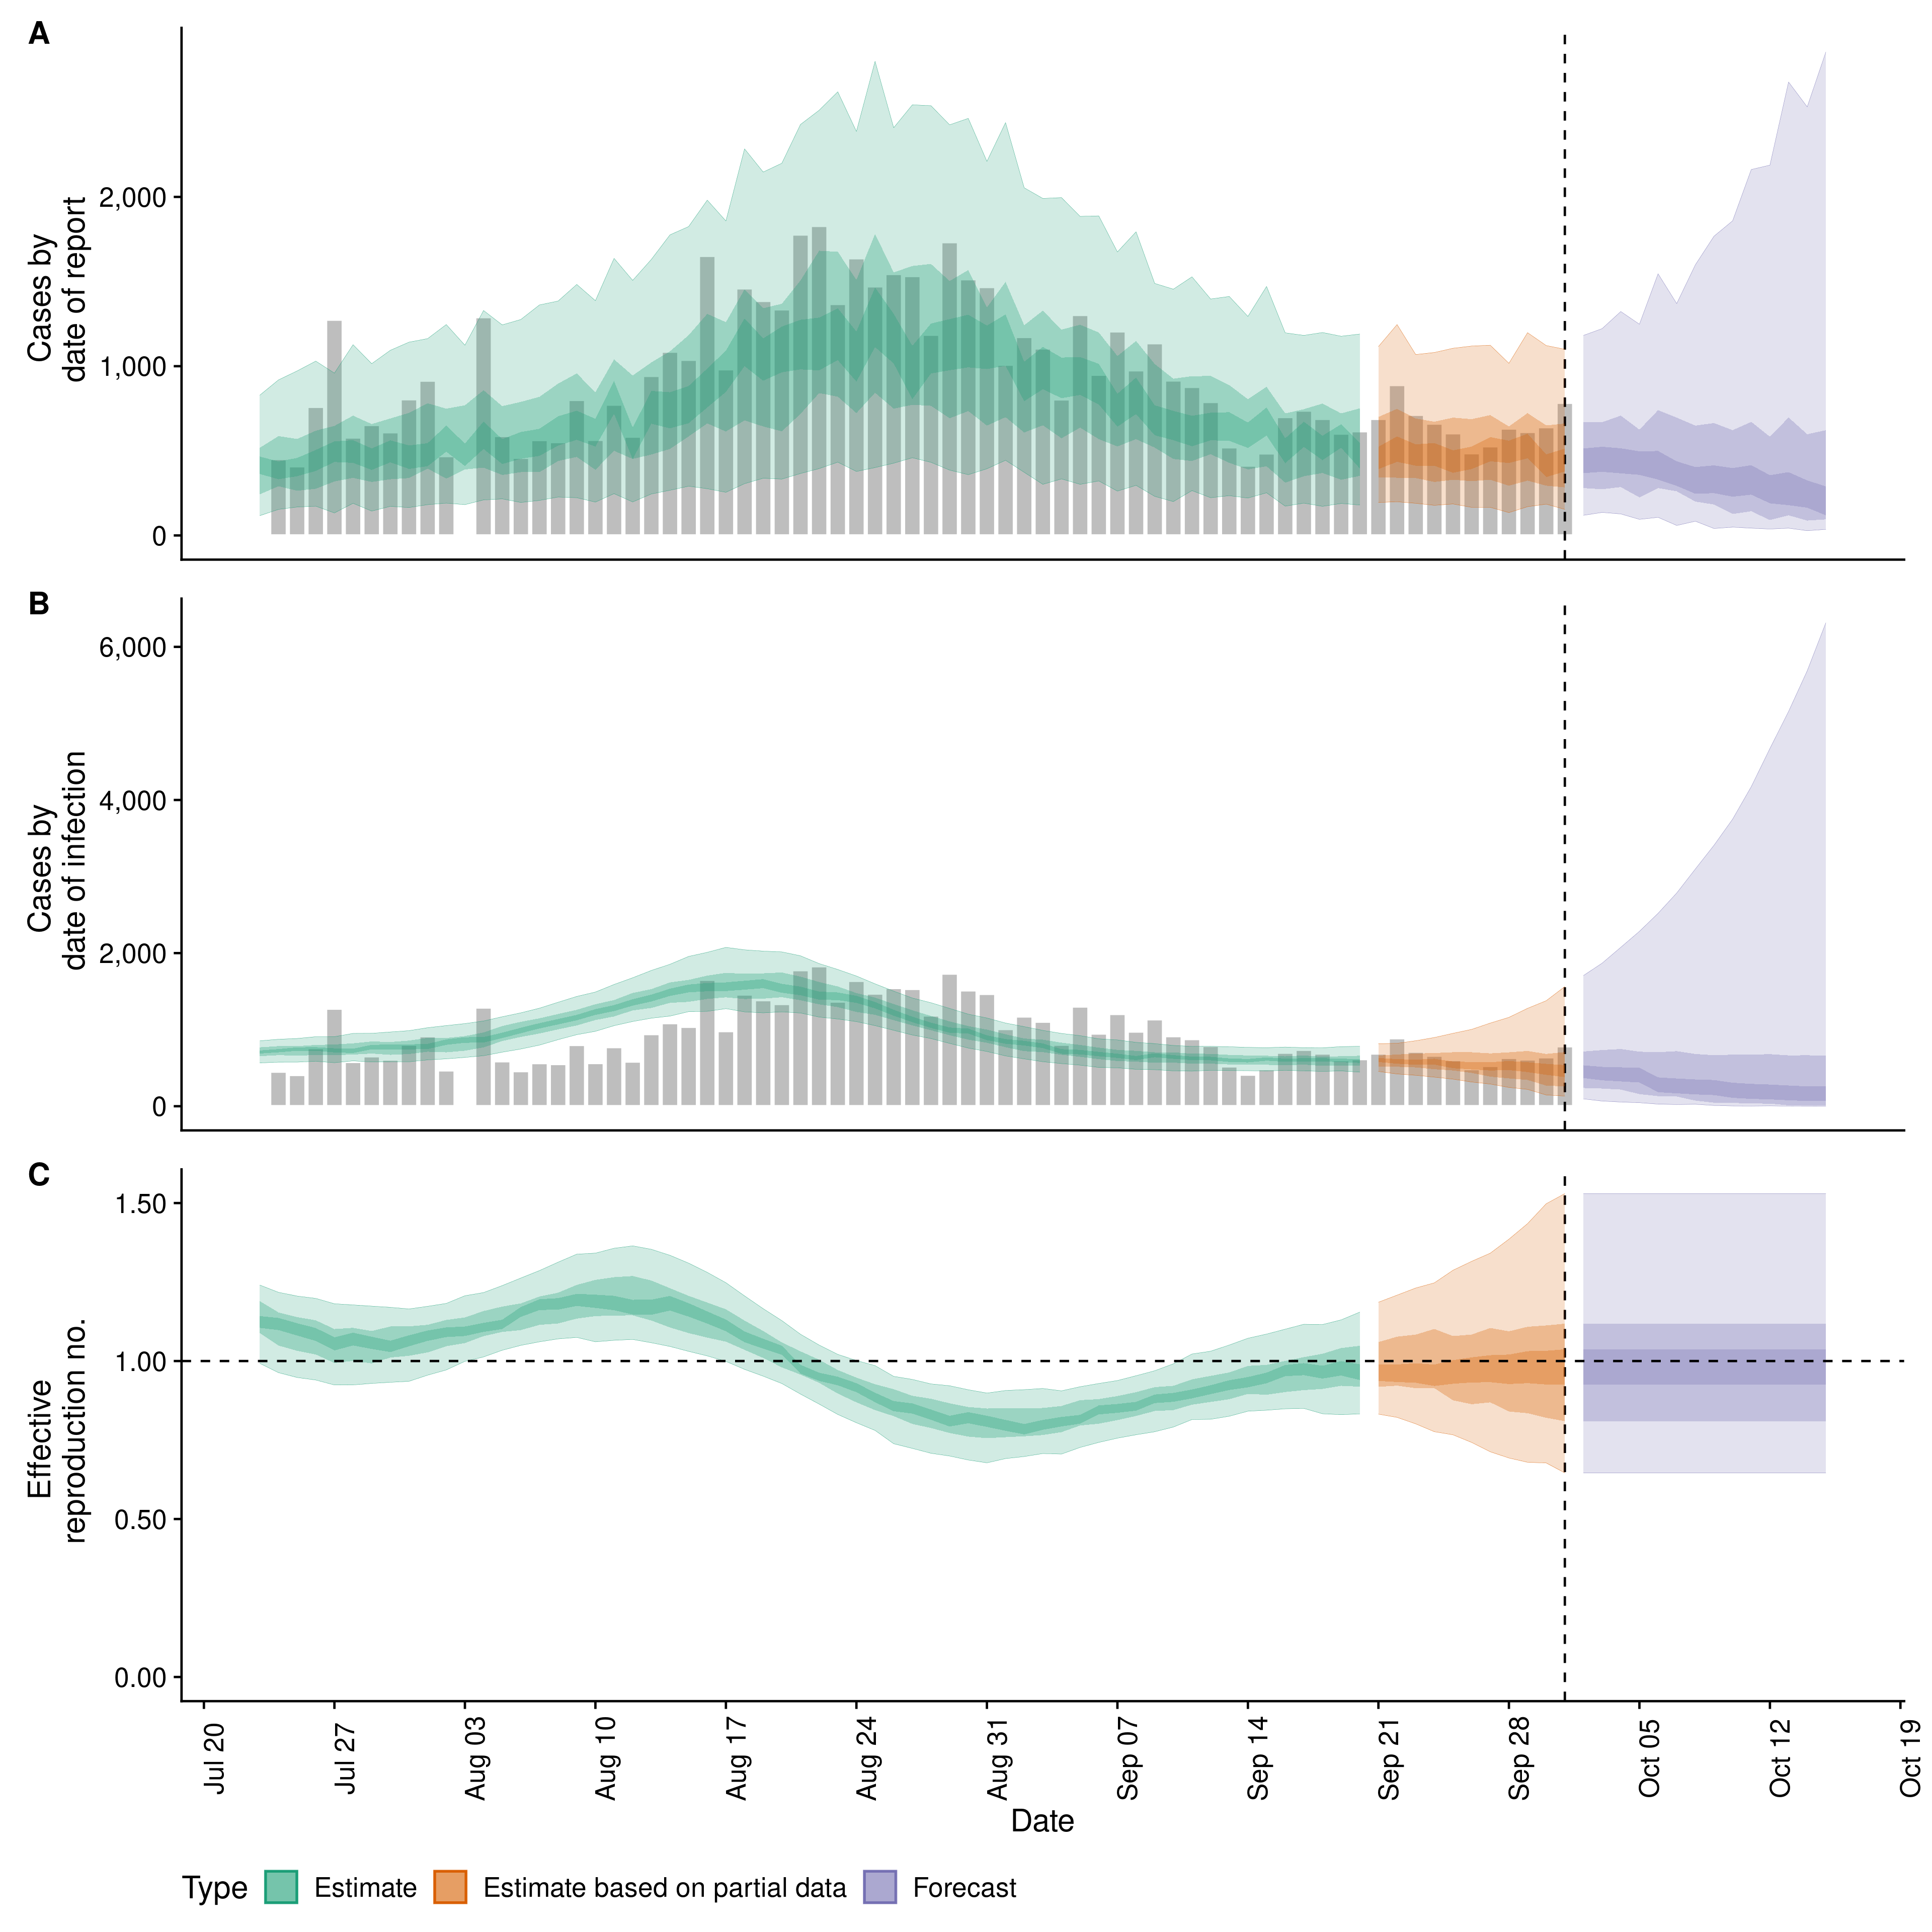 A
Cases by
date of report
2,000
1,000
0
B
Cases by
date of infection
6,000
4,000
2,000
0
C
Effective
reproduction no.
1.50
1.00
0.50
0.00
Jul 20
Jul 27
Aug 03
Aug 10
Aug 17
Aug 24
Aug 31
Sep 07
Sep 14
Sep 21
Sep 28
Oct 05
Oct 12
Oct 19
Date
Type Estimate Estimate based on partial data Forecast